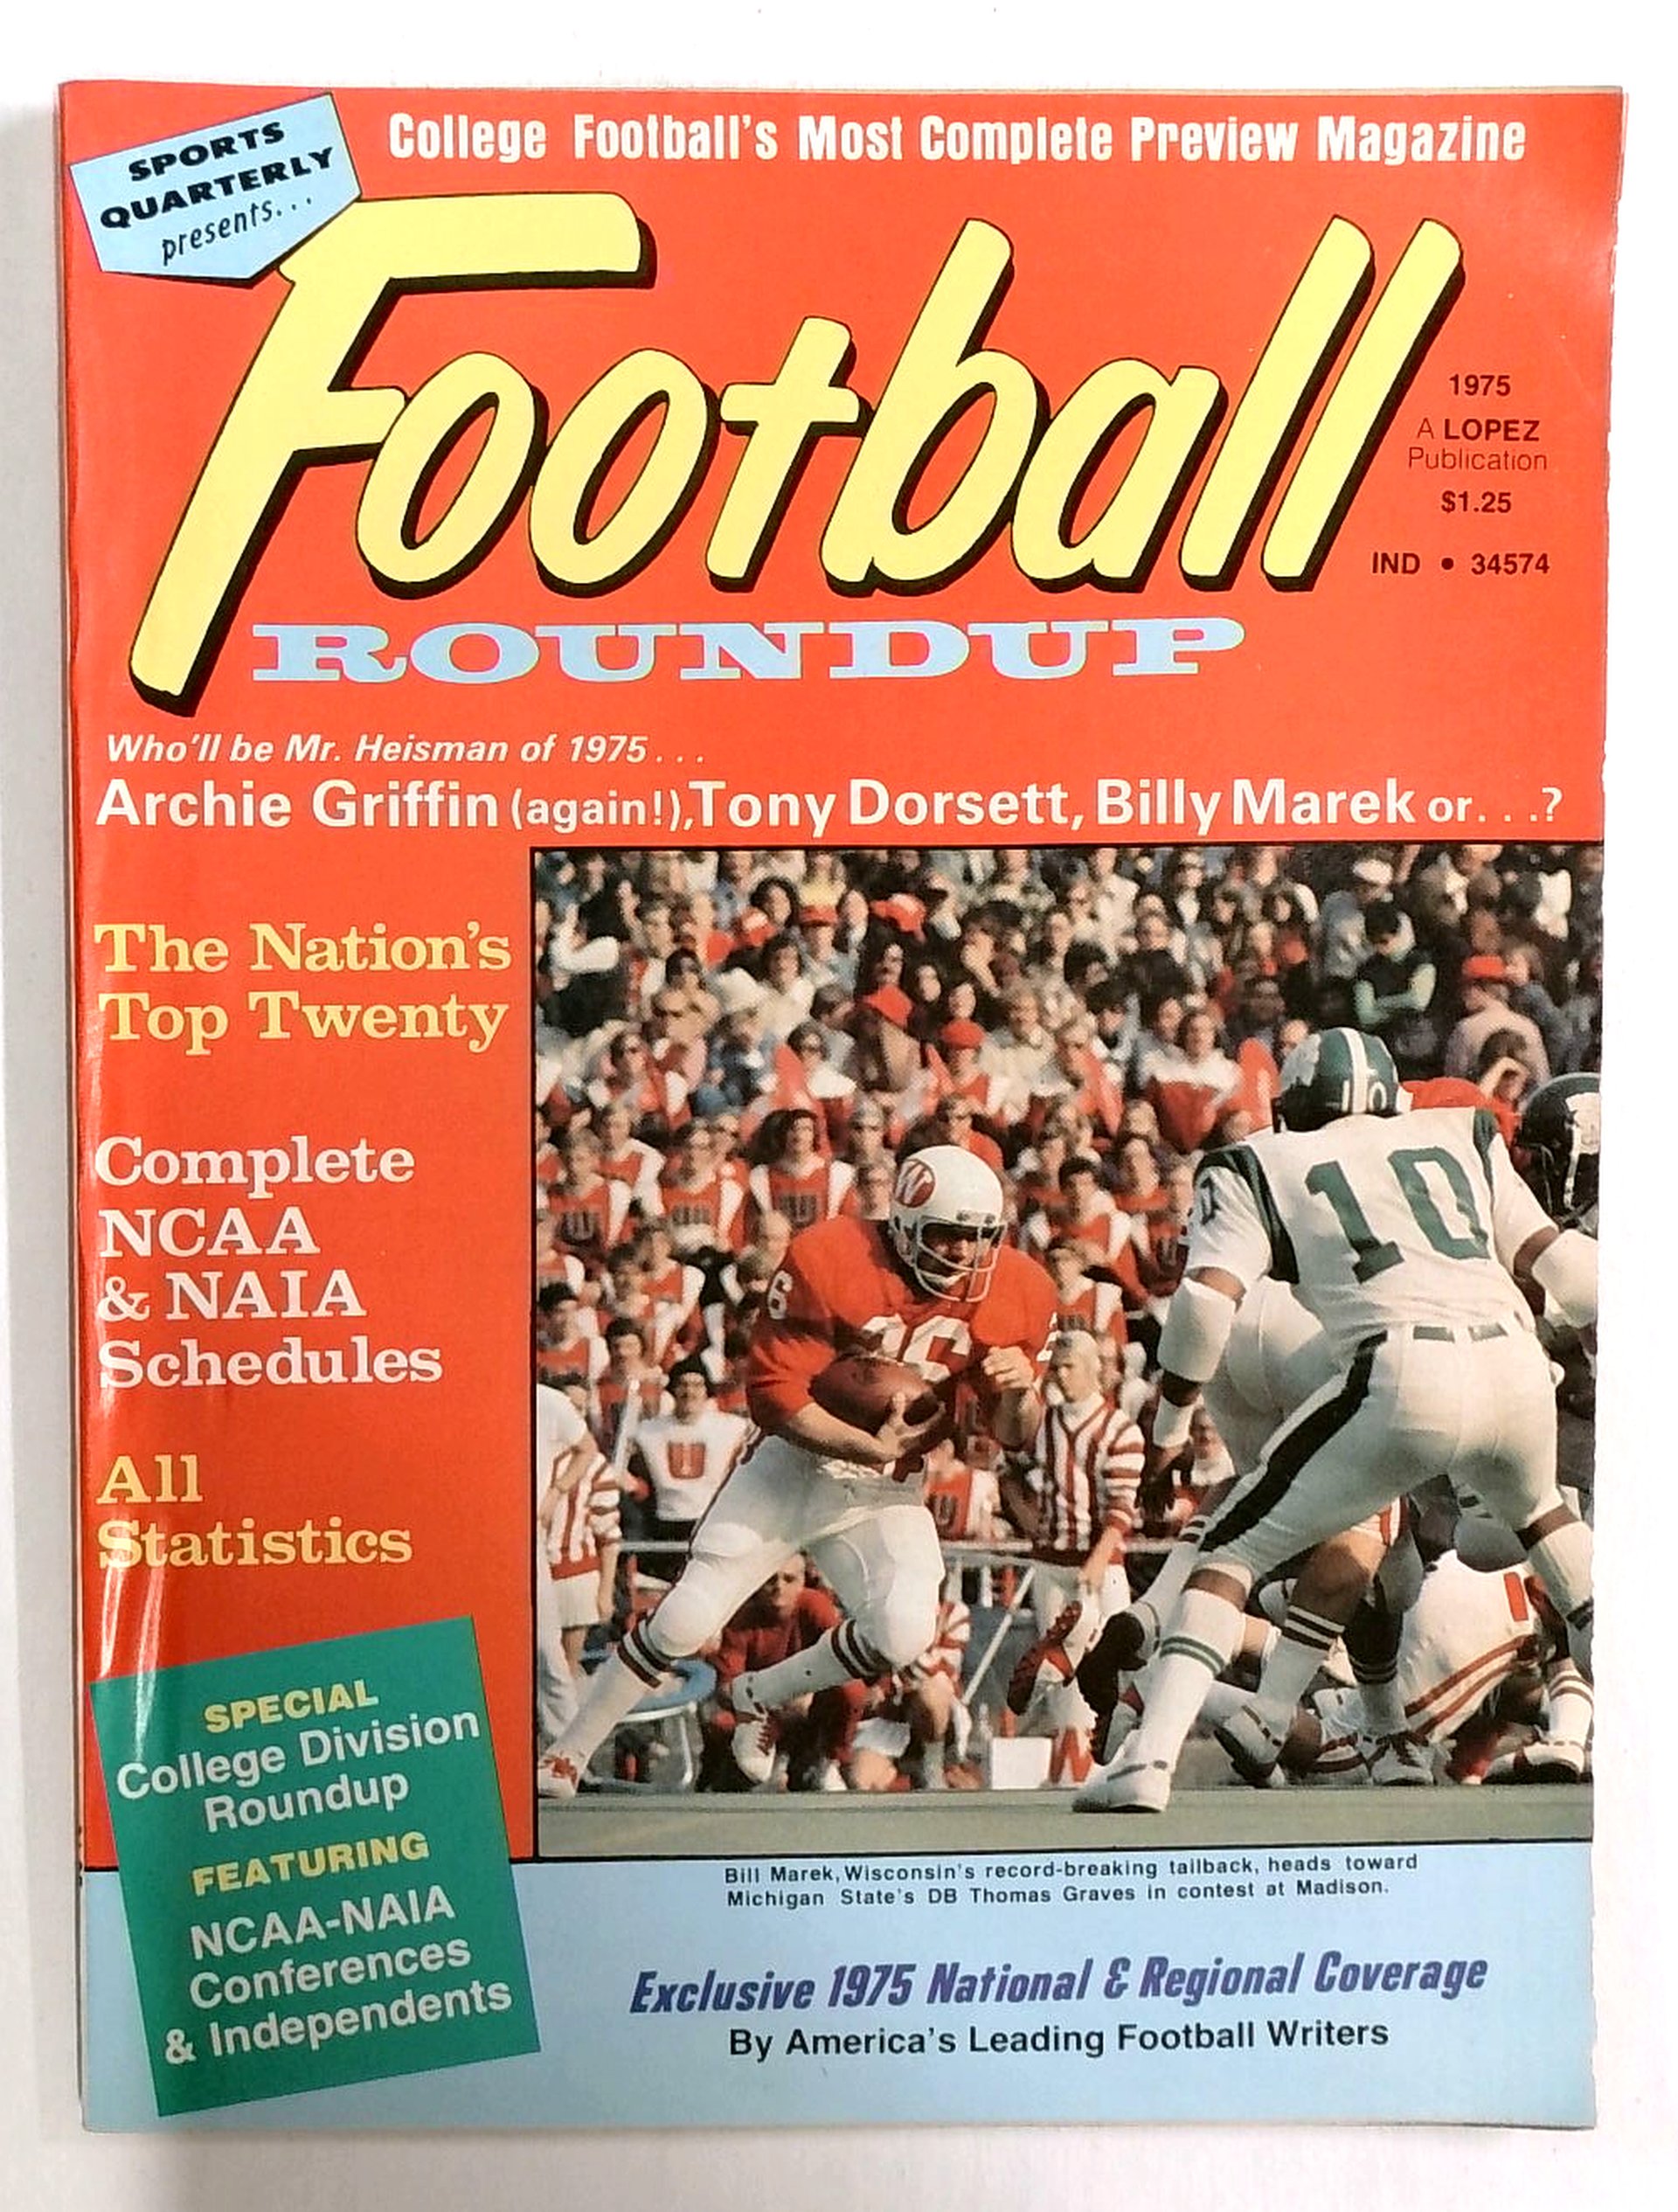 SPORTS
QUARTERLY
presents...
College Football's Most Complete Preview Magazine
Football
ROUNDUP
1975
A LOPEZ
Publication
$1.25
IND • 34574
Who'll be Mr. Heisman of 1975...
Archie Griffin (again!), Tony Dorsett, Billy Marek or...?
The Nation's
Top Twenty
Complete
NCAA
& NAIA
Schedules
All
Statistics
SPECIAL
College Division
Roundup
FEATURING
NCAA-NAIA
Conferences
& Independents
W
6
26
10
10
U
W
Bill Marek, Wisconsin's record-breaking tailback, heads toward
Michigan State's DB Thomas Graves in contest at Madison.
Exclusive 1975 National & Regional Coverage
By America's Leading Football Writers